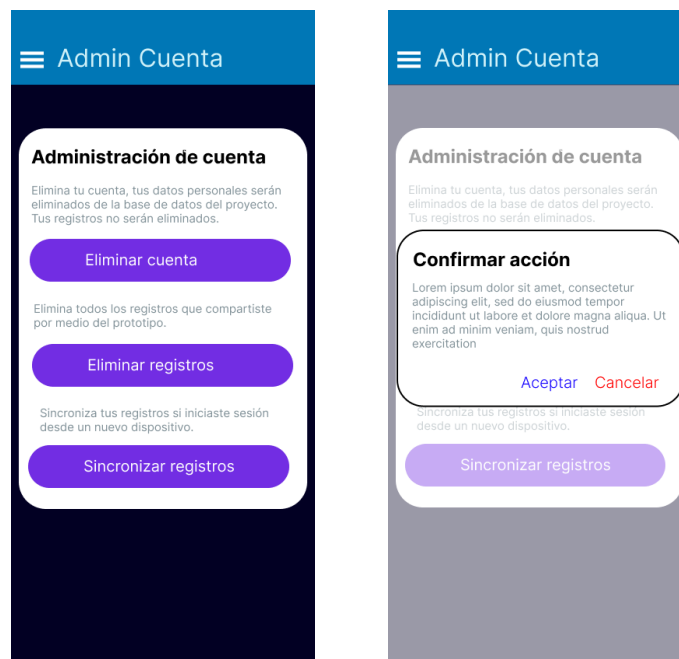 Admin Cuenta
Administración de cuenta
Elimina tu cuenta, tus datos personales serán
eliminados de la base de datos del proyecto.
Tus registros no serán eliminados.
Eliminar cuenta
Elimina todos los registros que compartiste
por medio del prototipo.
Eliminar registros
Sincroniza tus registros si iniciaste sesión
desde un nuevo dispositivo.
Sincronizar registros
Admin Cuenta
Administración de cuenta
Elimina tu cuenta, tus datos personales serán
eliminados de la base de datos del proyecto.
Tus registros no serán eliminados.
Confirmar acción
Lorem ipsum dolor sit amet, consectetur
adipiscing elit, sed do eiusmod tempor
incididunt ut labore et dolore magna aliqua. Ut
enim ad minim veniam, quis nostrud
exercitation
Aceptar Cancelar
Sincroniza tus registros si iniciaste sesión
desde un nuevo dispositivo.
Sincronizar registros